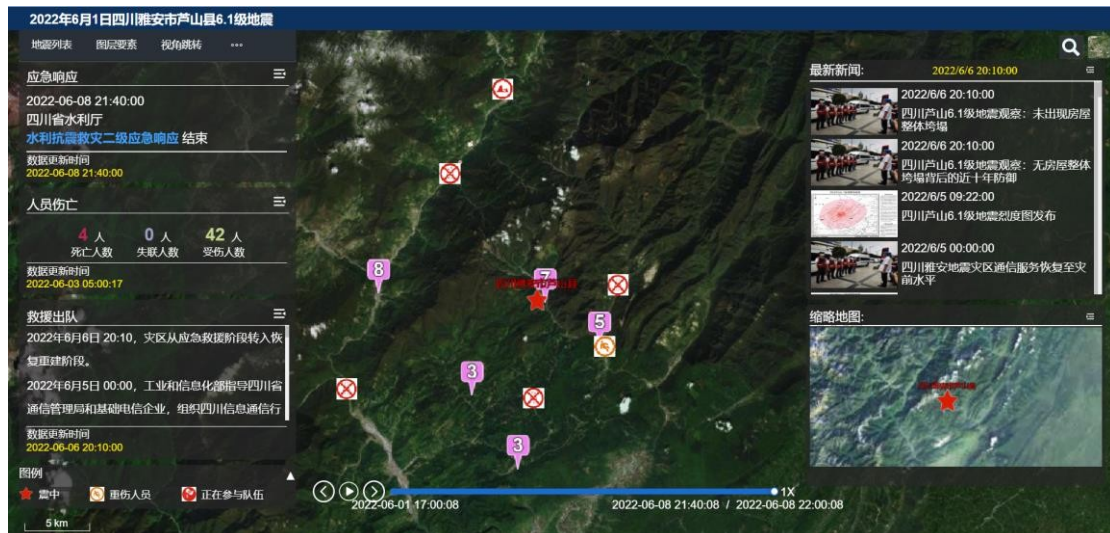 2022年6月1日四川雅安市芦山县6.1级地震
地震列表 图层要素 视角跳转 ...
应急响应
2022-06-08 21:40:00
四川省水利厅
水利抗震救灾二级应急响应 结束
数据更新时间
2022-06-08 21:40:00
人员伤亡
4 人 0 人 42 人
死亡人数 失联人数 受伤人数
数据更新时间
2022-06-03 05:00:17
救援出队
2022年6月6日 20:10，灾区从应急救援阶段转入恢
复重建阶段。
2022年6月5日 00:00，工业和信息化部指导四川省
通信管理局和基础电信企业，组织四川信息通信行
数据更新时间
2022-06-06 20:10:00
图例
震中 重伤人员 正在参与队伍
5 km
8
7
5
3
3
1X
2022-06-01 17:00:08
2022-06-08 21:40:08 / 2022-06-08 22:00:08
最新新闻: 2022/6/6 20:10:00
2022/6/6 20:10:00
四川芦山6.1级地震观察：未出现房屋
整体垮塌
2022/6/6 20:10:00
四川芦山6.1级地震观察：无房屋整体
垮塌背后的近十年防御
2022/6/5 09:22:00
四川芦山6.1级地震烈度图发布
2022/6/5 00:00:00
四川雅安地震灾区通信服务恢复至灾
前水平
缩略地图: